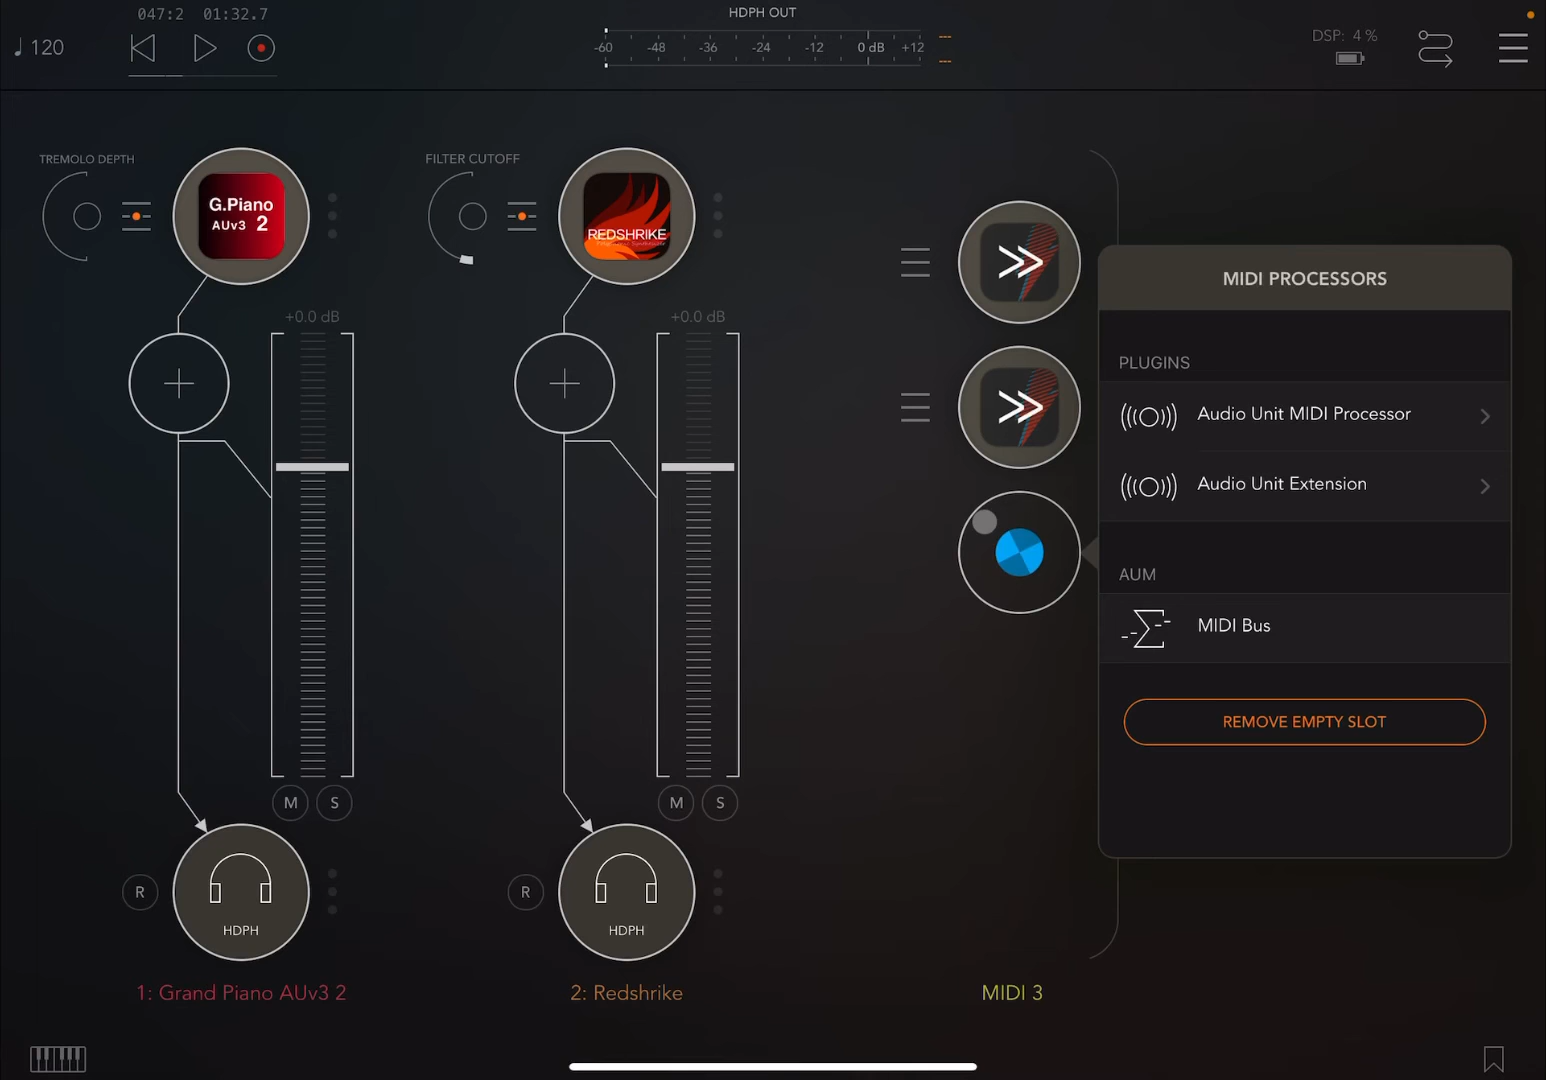 047:2 01:32.7
HDPH OUT
♩ 120
-60 -48 -36 -24 -12 0 dB +12
DSP: 4 %
TREMOLO DEPTH
FILTER CUTOFF
G.Piano
AUv3 2
REDSHRIKE
MIDI PROCESSORS
+0.0 dB
+0.0 dB
PLUGINS
Audio Unit MIDI Processor
Audio Unit Extension
AUM
MIDI Bus
REMOVE EMPTY SLOT
M S
M S
R
HDPH
R
HDPH
1: Grand Piano AUv3 2
2: Redshrike
MIDI 3